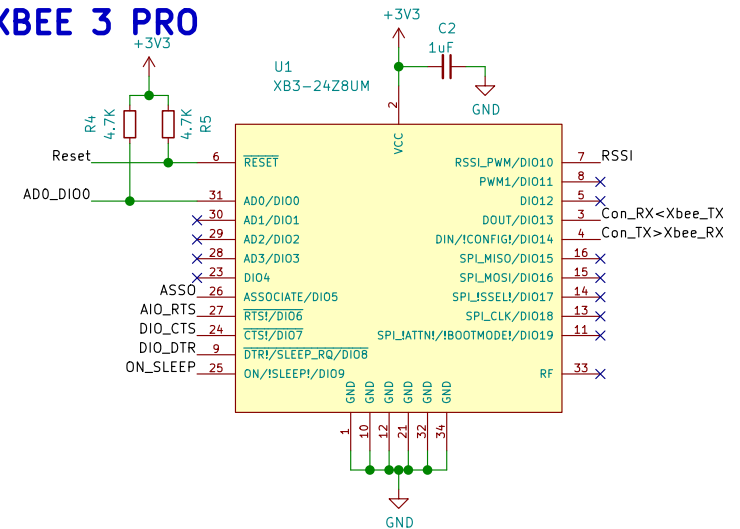 XBEE 3 PRO
+3V3
+3V3
C2
1uF
GND
U1
XB3-24Z8UM
R4
4.7K
4.7K
R5
2
VCC
Reset
6
RESET
AD0_DIO0
31
AD0/DIO0
30
AD1/DIO1
29
AD2/DIO2
28
AD3/DIO3
23
DIO4
ASSO
26
ASSOCIATE/DIO5
AIO_RTS
27
RTS!/DIO6
DIO_CTS
24
CTS!/DIO7
DIO_DTR
9
DTR!/SLEEP_RQ/DIO8
ON_SLEEP
25
ON/!SLEEP!/DIO9
RSSI_PWM/DIO10
7
RSSI
PWM1/DIO11
8
DIO12
5
DOUT/DIO13
3
Con_RX<Xbee_TX
DIN/!CONFIG!/DIO14
4
Con_TX>Xbee_RX
SPI_MISO/DIO15
16
SPI_MOSI/DIO16
15
SPI_!SSEL!/DIO17
14
SPI_CLK/DIO18
13
SPI_!ATTN!/!BOOTMODE!/DIO19
11
RF
33
GND
GND
GND
GND
GND
GND
1
10
12
21
32
34
GND